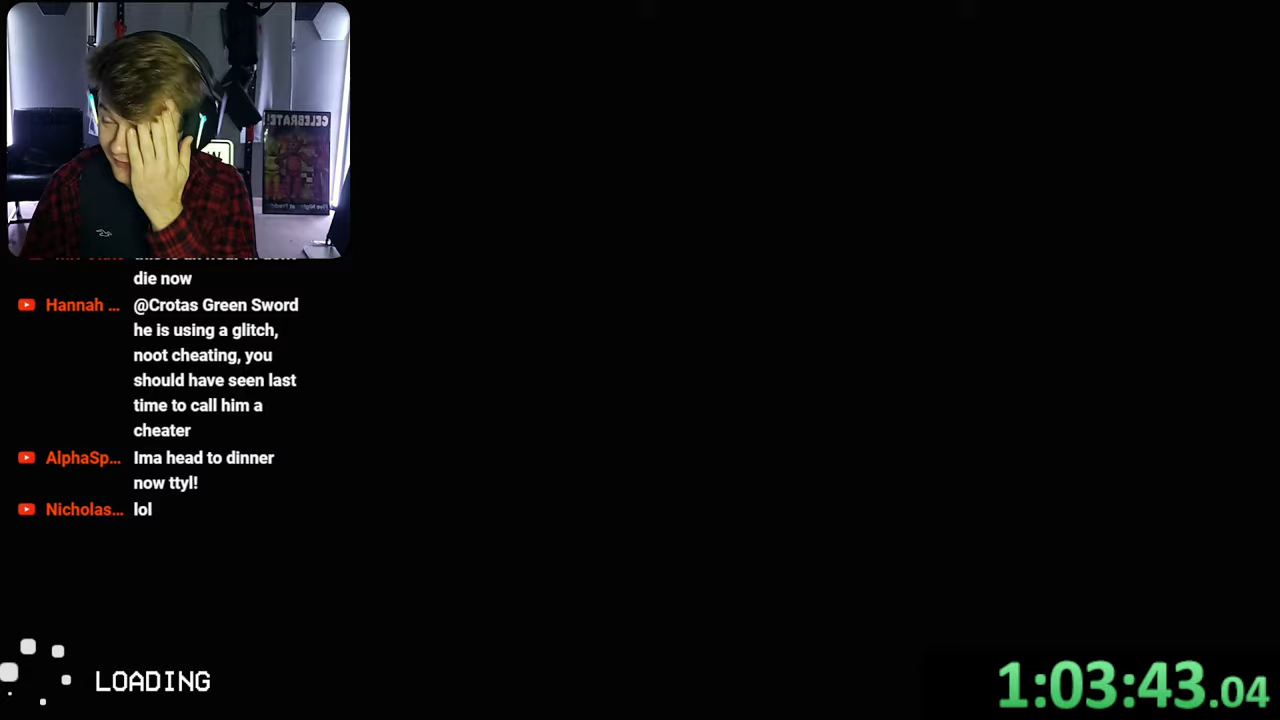 CELEBRATE!
die now
Hannah ... @Crotas Green Sword
he is using a glitch,
noot cheating, you
should have seen last
time to call him a
cheater
AlphaSp... Ima head to dinner
now ttyl!
Nicholas... lol
LOADING
1:03:43.04